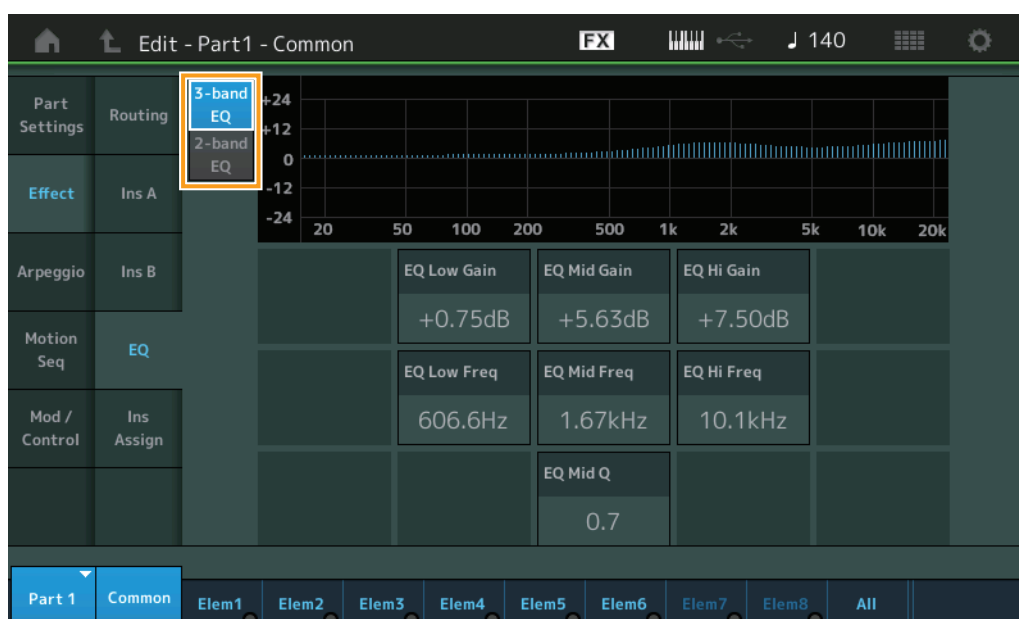 Edit - Part1 - Common
FX
140
Part
Settings
Effect
Arpeggio
Motion
Seq
Mod /
Control
Routing
Ins A
Ins B
EQ
Ins
Assign
3-band
EQ
2-band
EQ
+24
+12
0
-12
-24
20 50 100 200 500 1k 2k 5k 10k 20k
EQ Low Gain EQ Mid Gain EQ Hi Gain
+0.75dB +5.63dB +7.50dB
EQ Low Freq EQ Mid Freq EQ Hi Freq
606.6Hz 1.67kHz 10.1kHz
EQ Mid Q
0.7
Part 1 Common Elem1 Elem2 Elem3 Elem4 Elem5 Elem6 Elem7 Elem8 All